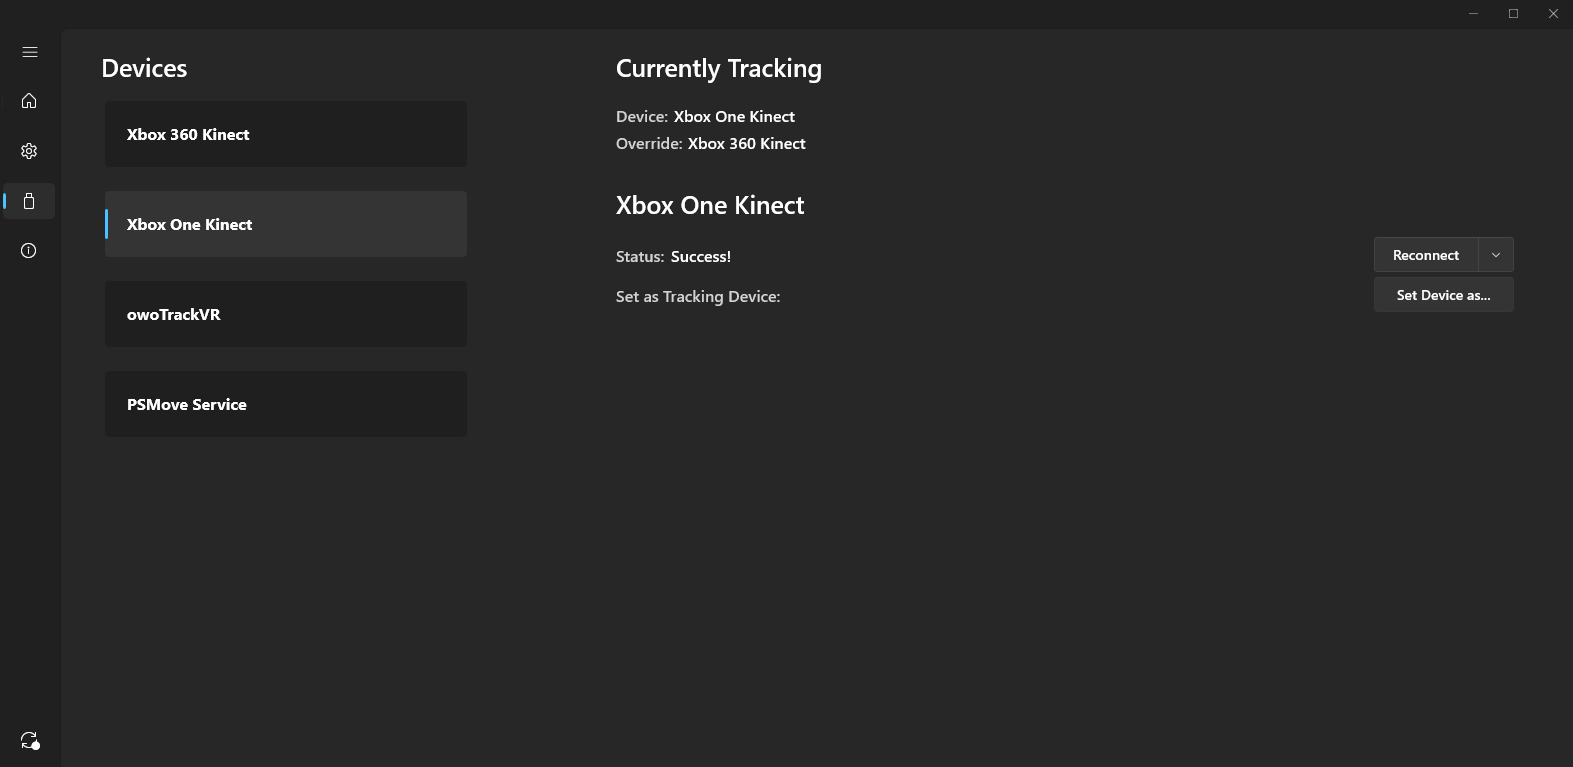 Devices
Xbox 360 Kinect
Xbox One Kinect
owoTrackVR
PSMove Service
Currently Tracking
Device: Xbox One Kinect
Override: Xbox 360 Kinect
Xbox One Kinect
Status: Success!
Reconnect
Set as Tracking Device:
Set Device as...